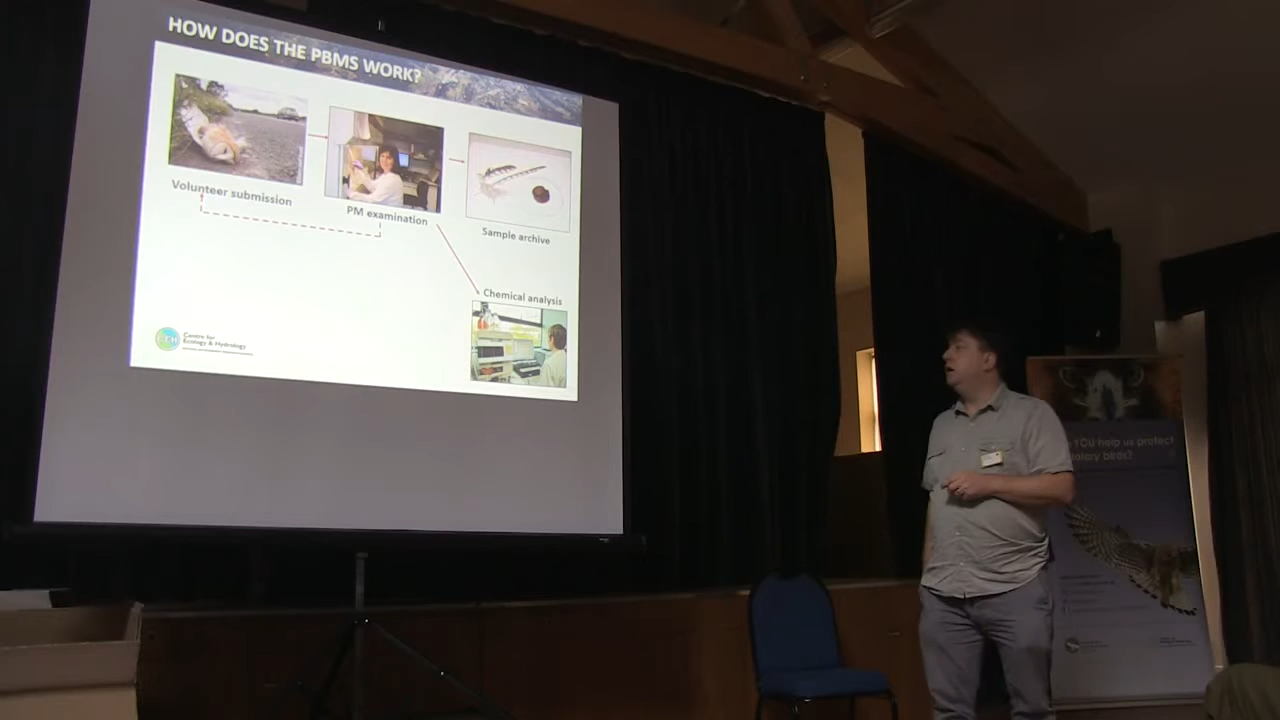 HOW DOES THE PBMS WORK?
Volunteer submission
PM examination
Sample archive
Chemical analysis
Centre for
Ecology & Hydrology
YOU help us protect
birds?